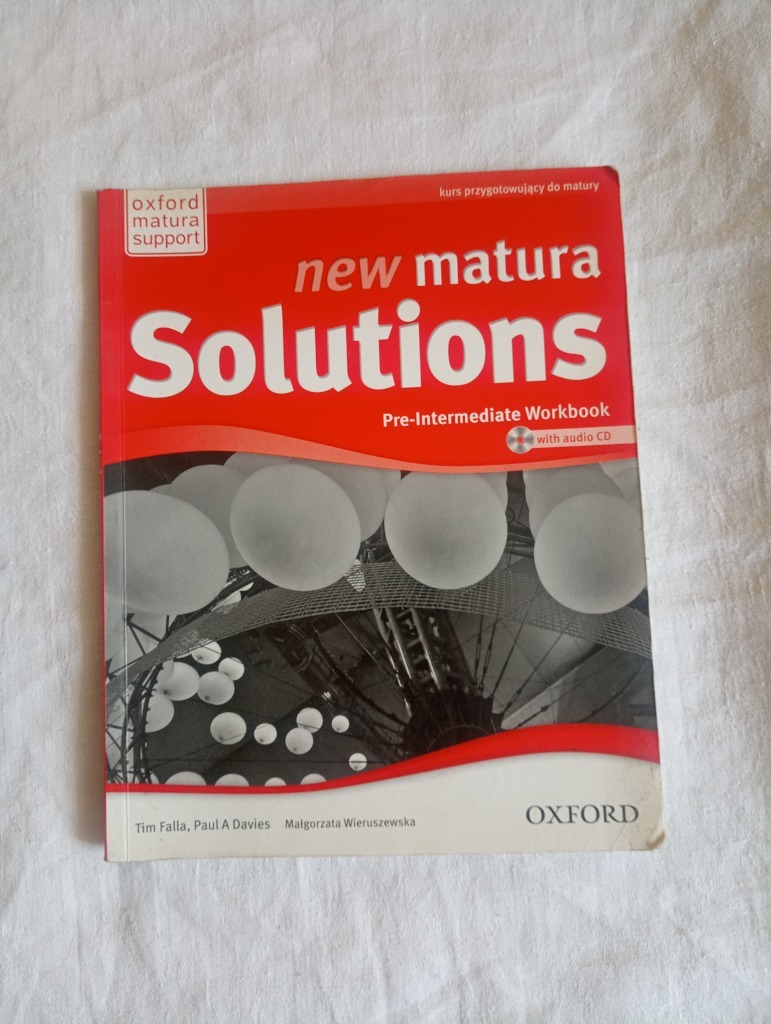 oxford
matura
support
kurs przygotowujący do matury
new matura
Solutions
Pre-Intermediate Workbook
with audio CD
Tim Falla, Paul A Davies Małgorzata Wieruszewska
OXFORD